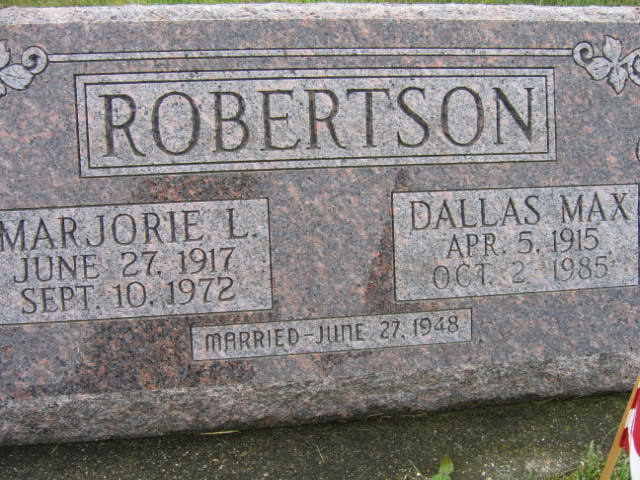 ROBERTSON
MARJORIE L.
JUNE 27, 1917
SEPT. 10, 1972
DALLAS MAX
APR. 5, 1915
OCT. 2, 1985
MARRIED-JUNE 27, 1948